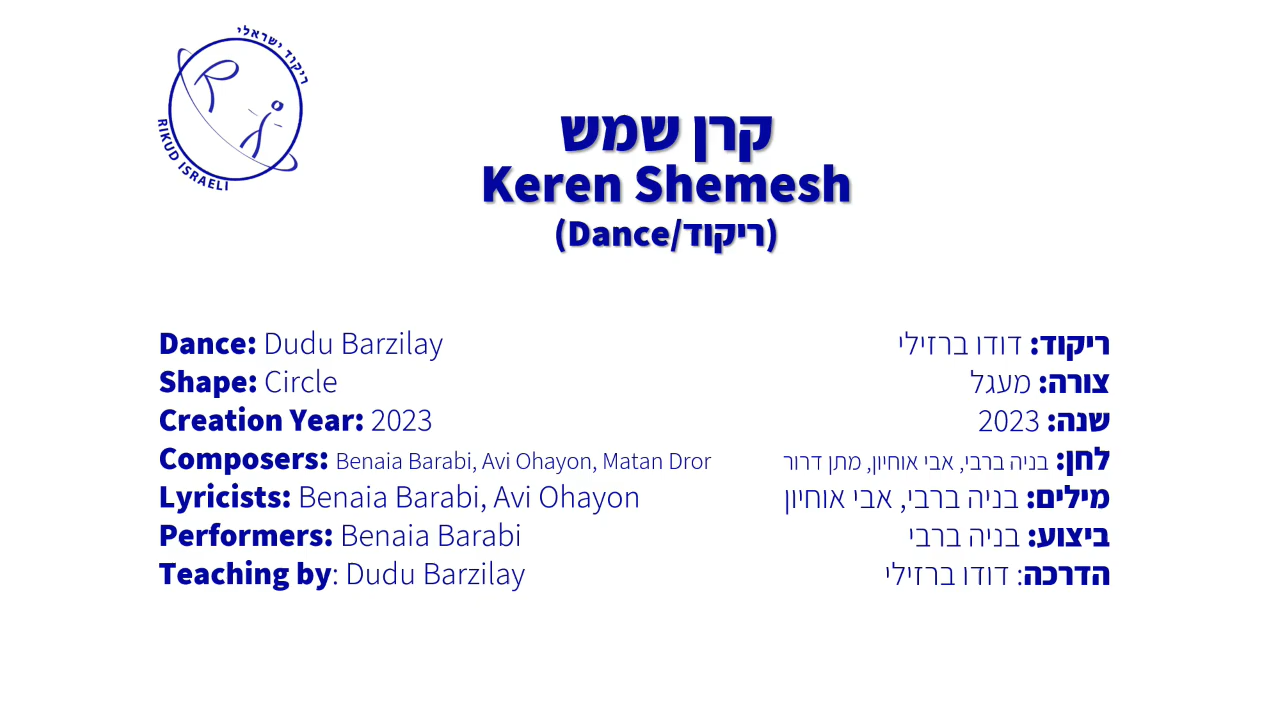 ריקוד ישראלי
RIKUD ISRAELI
קרן שמש
Keren Shemesh
(Dance/ריקוד)
Dance: Dudu Barzilay
Shape: Circle
Creation Year: 2023
Composers: Benaia Barabi, Avi Ohayon, Matan Dror
Lyricists: Benaia Barabi, Avi Ohayon
Performers: Benaia Barabi
Teaching by: Dudu Barzilay
ריקוד: דודו ברזילי
צורה: מעגל
שנה: 2023
לחן: בניה ברבי, אבי אוחיון, מתן דרור
מילים: בניה ברבי, אבי אוחיון
ביצוע: בניה ברבי
הדרכה: דודו ברזילי